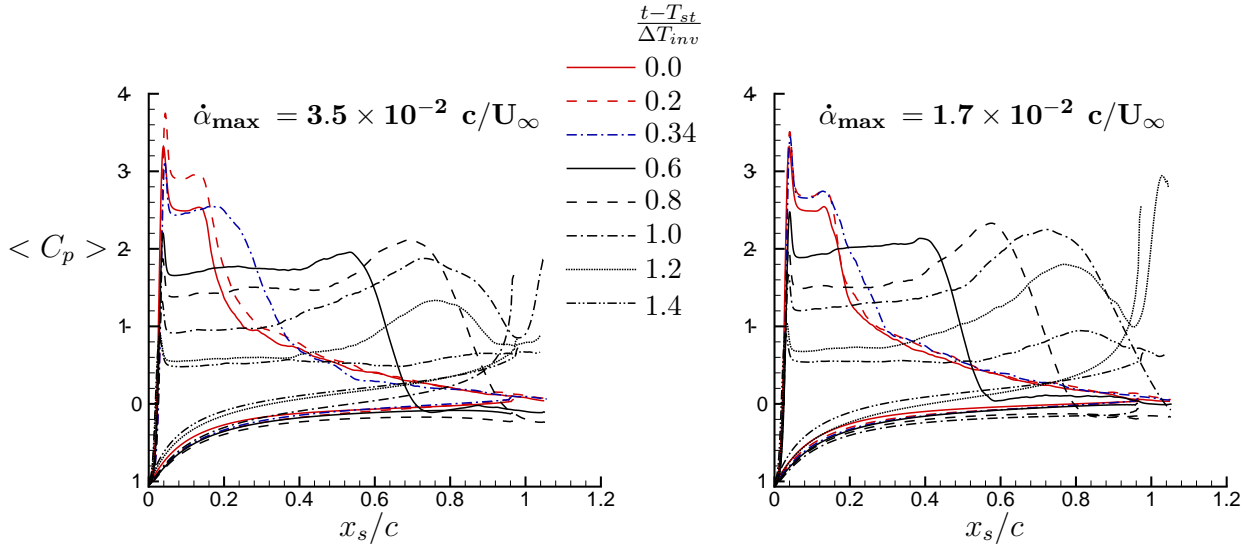 t−T_st
ΔT_inv
0.0
0.2
0.34
0.6
0.8
1.0
1.2
1.4
α̇_max = 3.5 × 10⁻² c/U_∞
4
3
2
1
0
1
< C_p >
0 0.2 0.4 0.6 0.8 1 1.2
x_s/c
α̇_max = 1.7 × 10⁻² c/U_∞
4
3
2
1
0
1
0 0.2 0.4 0.6 0.8 1 1.2
x_s/c